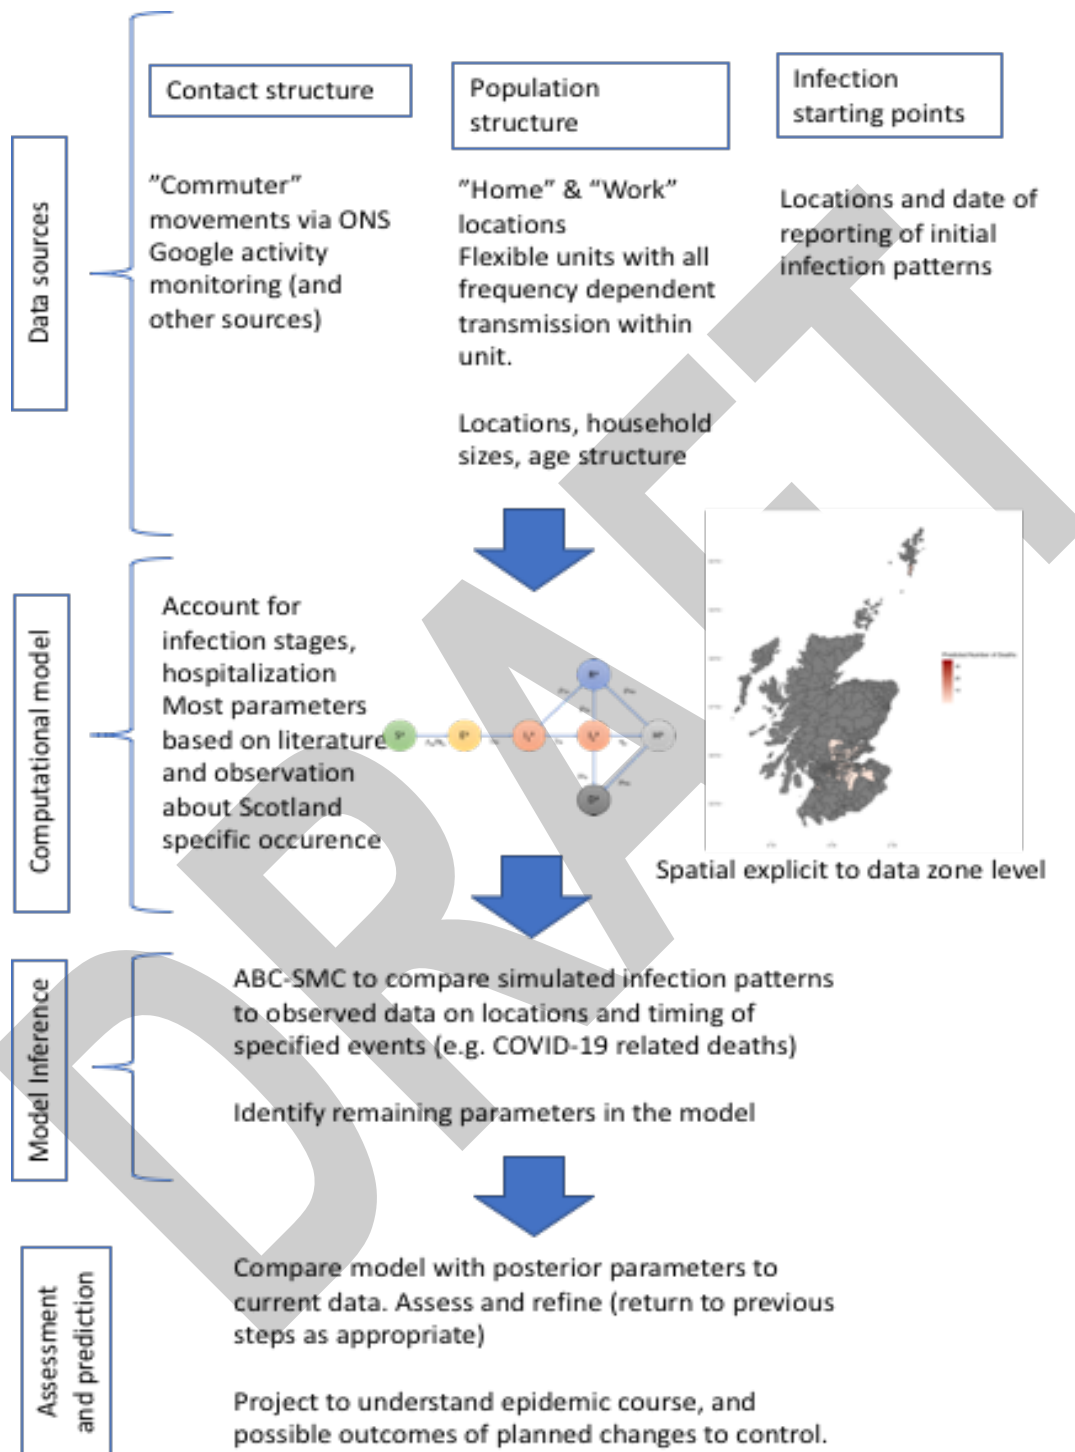 Data sources
Contact structure
Population
structure
Infection
starting points
”Commuter”
movements via ONS
Google activity
monitoring (and
other sources)
”Home” & “Work”
locations
Flexible units with all
frequency dependent
transmission within
unit.
Locations, household
sizes, age structure
Locations and date of
reporting of initial
infection patterns
Computational model
Account for
infection stages,
hospitalization
Most parameters
based on literature
and observation
about Scotland
specific occurence
Predicted Number of Deaths
Spatial explicit to data zone level
Model Inference
ABC-SMC to compare simulated infection patterns
to observed data on locations and timing of
specified events (e.g. COVID-19 related deaths)
Identify remaining parameters in the model
Assessment
and prediction
Compare model with posterior parameters to
current data. Assess and refine (return to previous
steps as appropriate)
Project to understand epidemic course, and
possible outcomes of planned changes to control.
DRAFT